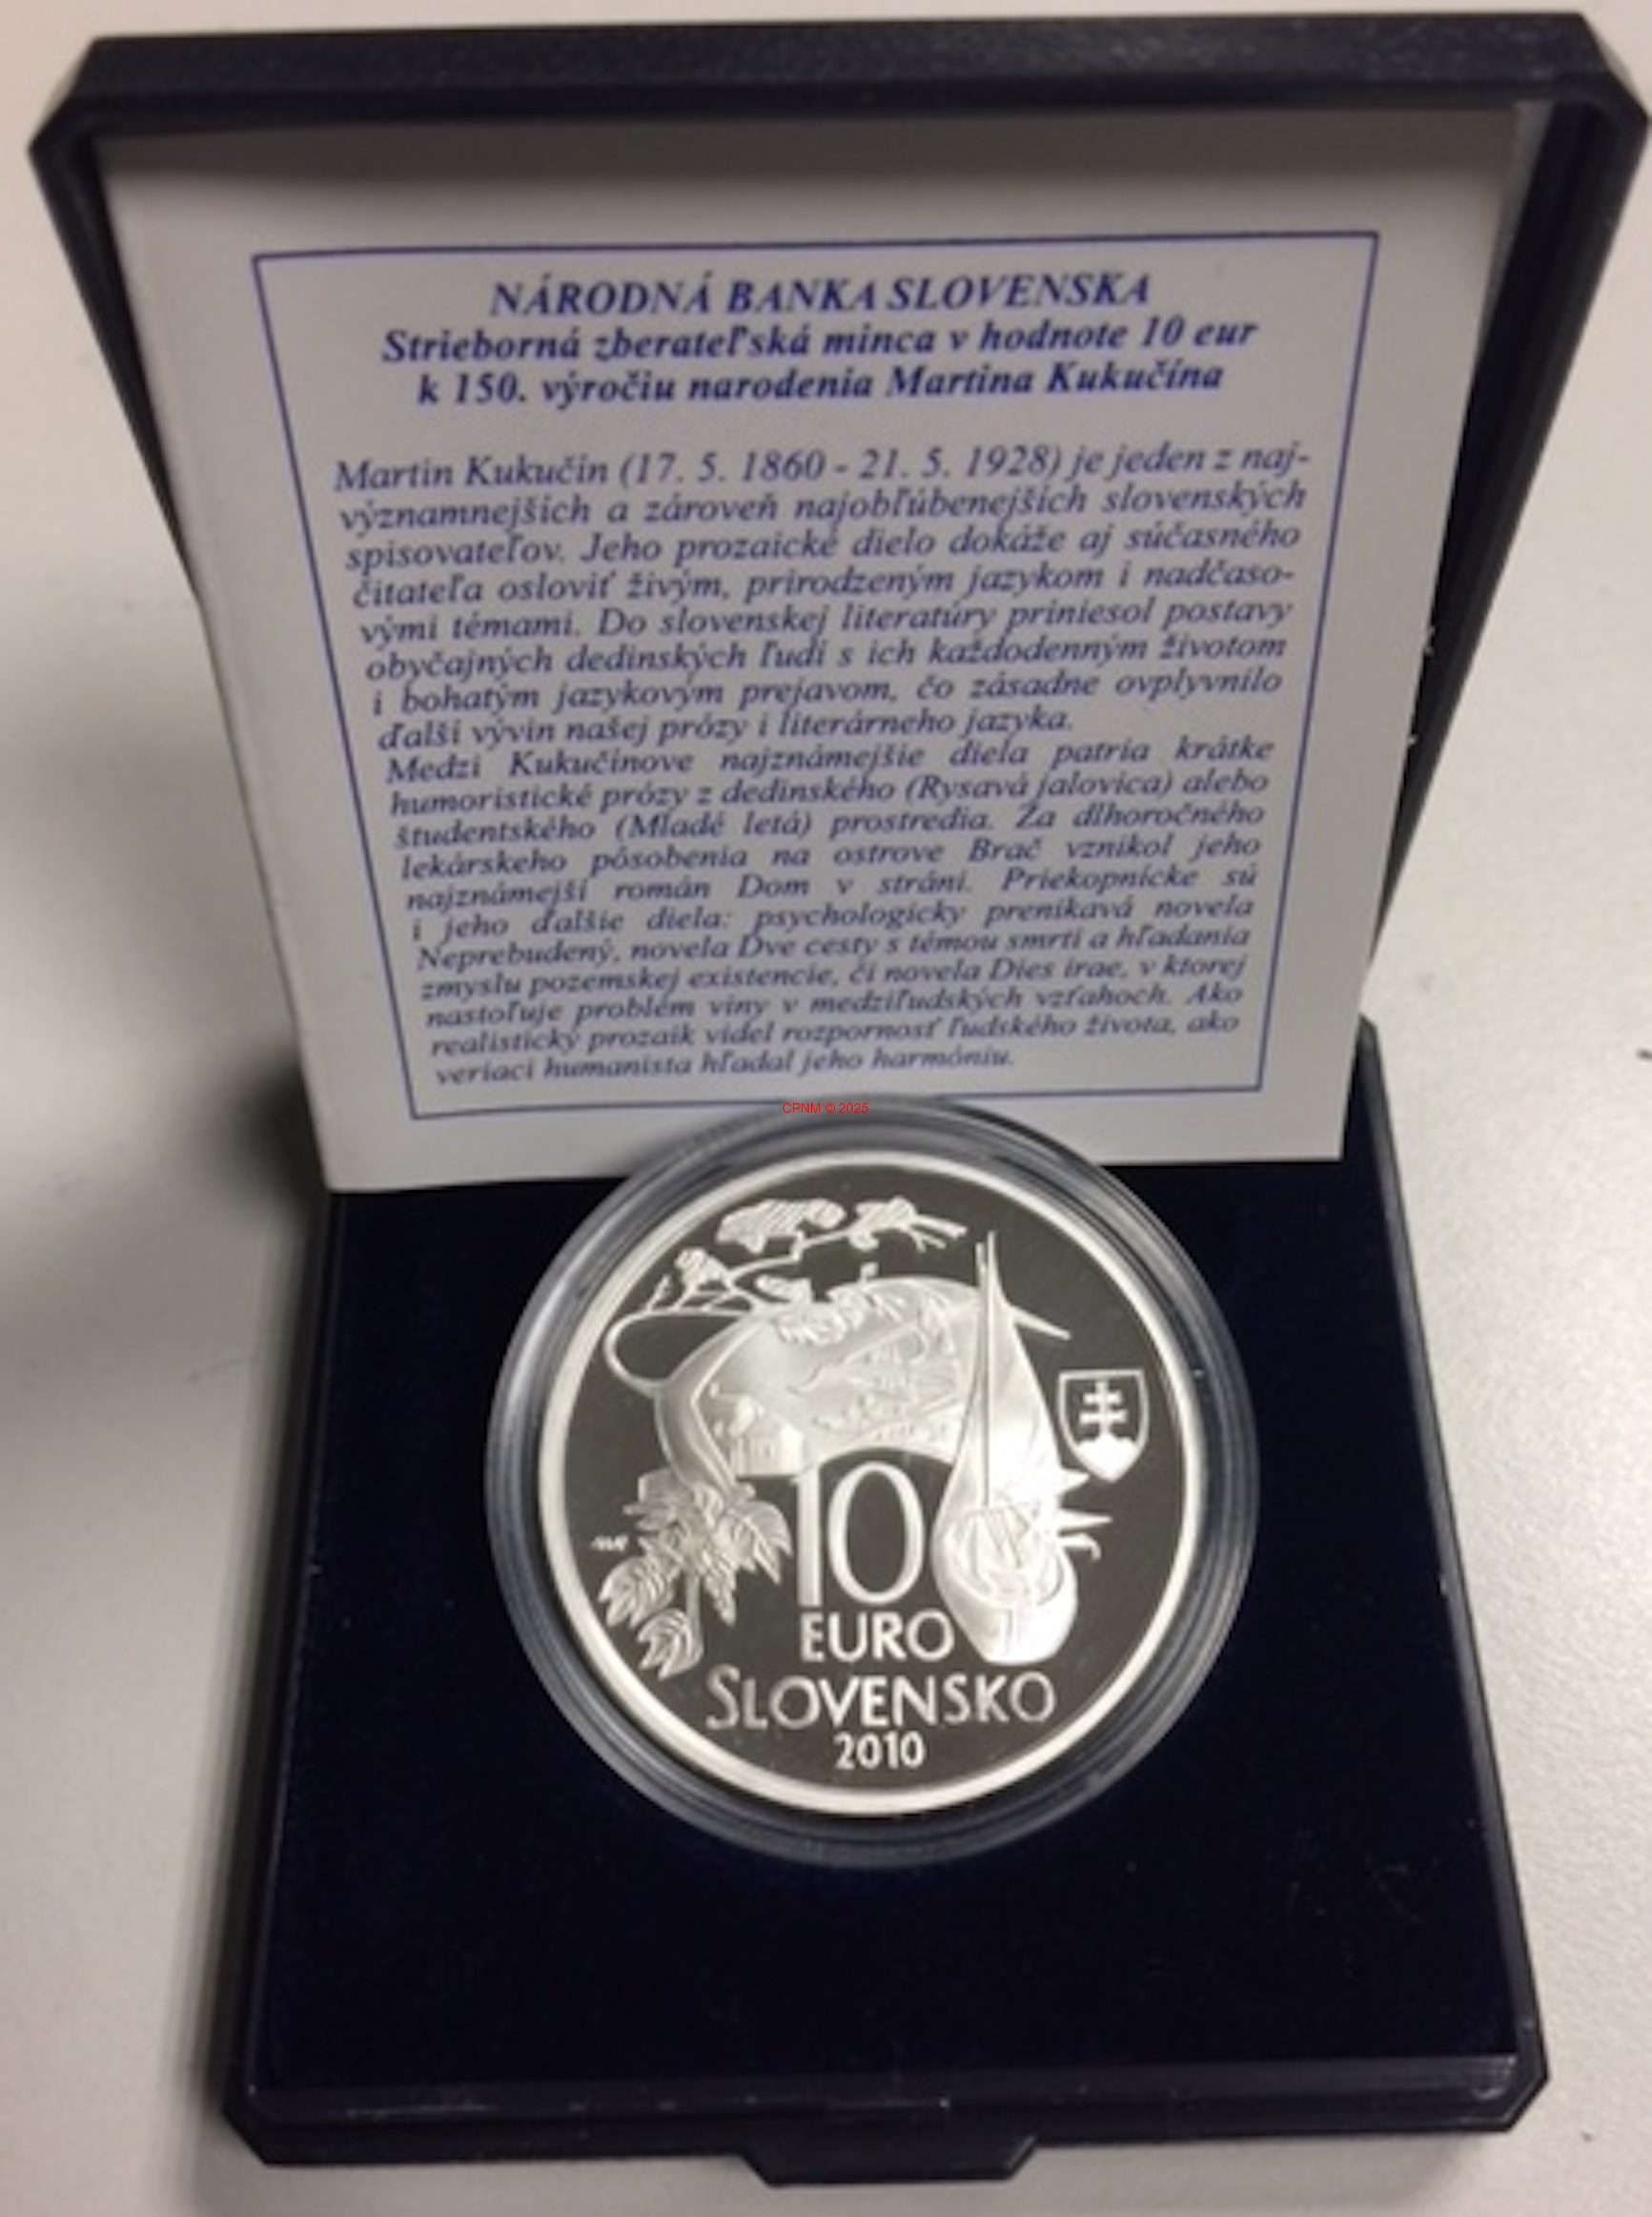 NÁRODNÁ BANKA SLOVENSKA
Strieborná zberateľská minca v hodnote 10 eur
k 150. výročiu narodenia Martina Kukučína
Martin Kukučín (17. 5. 1860 - 21. 5. 1928) je jeden z naj-
významnejších a zároveň najobľúbenejších slovenských
spisovateľov. Jeho prozaické dielo dokáže aj súčasného
čitateľa osloviť živým, prirodzeným jazykom i nadčaso-
vými témami. Do slovenskej literatúry priniesol postavy
obyčajných dedinských ľudí s ich každodenným životom
i bohatým jazykovým prejavom, čo zásadne ovplyvnilo
ďalší vývin našej prózy i literárneho jazyka.
Medzi Kukučínove najznámejšie diela patria krátke
humoristické prózy z dedinského (Rysavá jalovica) alebo
študentského (Mladé letá) prostredia. Za dlhoročného
lekárskeho pôsobenia na ostrove Brač vznikol jeho
najznámejší román Dom v stráni. Priekopnícke sú
i jeho ďalšie diela: psychologicky prenikavá novela
Neprebudený, novela Dve cesty s témou smrti a hľadania
zmyslu pozemskej existencie, či novela Dies irae, v ktorej
nastoľuje problém viny v medziľudských vzťahoch. Ako
realistický prozaik videl rozpornosť ľudského života, ako
veriaci humanista hľadal jeho harmóniu.
CPNM © 2025
10
EURO
SLOVENSKO
2010